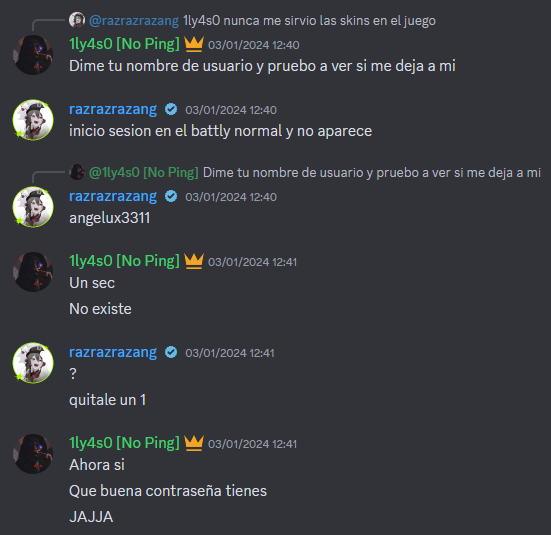 @razrazrazang 1ly4s0 nunca me sirvio las skins en el juego
1ly4s0 [No Ping] 03/01/2024 12:40
Dime tu nombre de usuario y pruebo a ver si me deja a mi
razrazrazang 03/01/2024 12:40
inicio sesion en el battly normal y no aparece
@1ly4s0 [No Ping] Dime tu nombre de usuario y pruebo a ver si me deja a mi
razrazrazang 03/01/2024 12:40
angelux3311
1ly4s0 [No Ping] 03/01/2024 12:41
Un sec
No existe
razrazrazang 03/01/2024 12:41
?
quitale un 1
1ly4s0 [No Ping] 03/01/2024 12:41
Ahora si
Que buena contraseña tienes
JAJJA